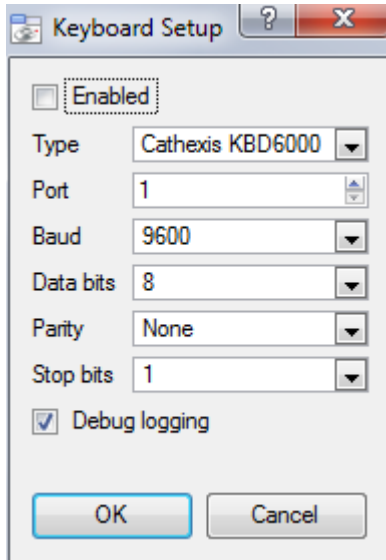 Keyboard Setup ? X
Enabled
Type Cathexis KBD6000
Port 1
Baud 9600
Data bits 8
Parity None
Stop bits 1
Debug logging
OK Cancel